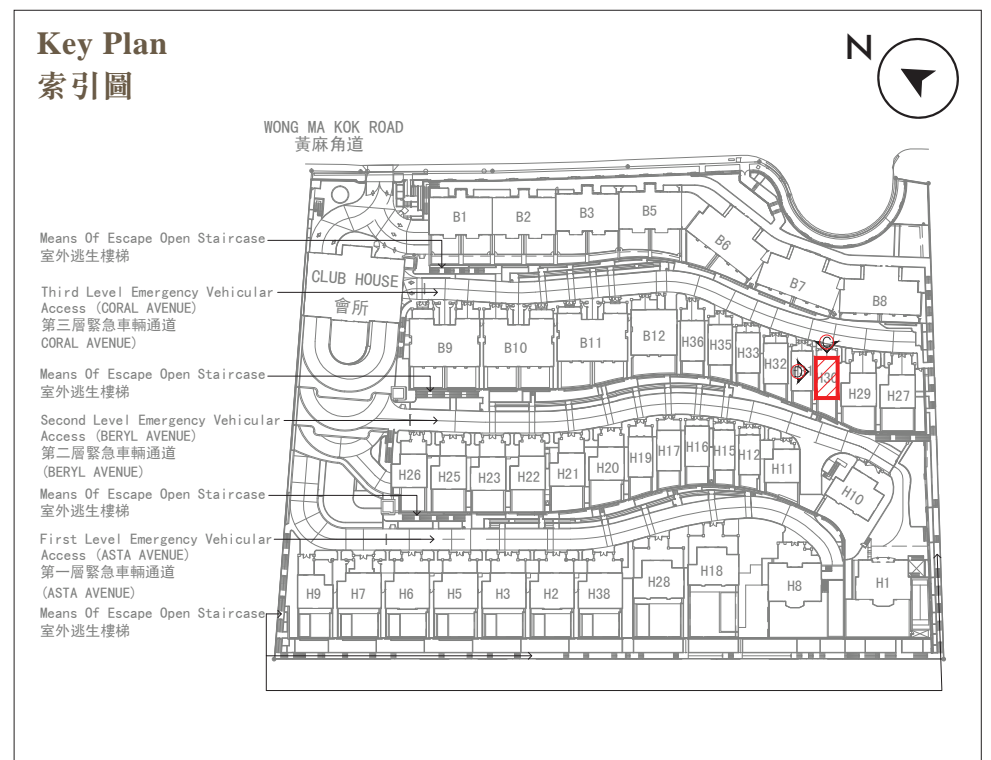 Key Plan
索引圖
N
WONG MA KOK ROAD
黃麻角道
B1
B2
B3
B5
B6
B7
B8
Means Of Escape Open Staircase
室外逃生樓梯
CLUB HOUSE
會所
Third Level Emergency Vehicular
Access (CORAL AVENUE)
第三層緊急車輛通道
CORAL AVENUE)
B9
B10
B11
B12
H36
H35
H33
H32
D
C
H30
H29
H27
Means Of Escape Open Staircase
室外逃生樓梯
Second Level Emergency Vehicular
Access (BERYL AVENUE)
第二層緊急車輛通道
(BERYL AVENUE)
H26
H25
H23
H22
H21
H20
H19
H17
H16
H15
H12
H11
H10
Means Of Escape Open Staircase
室外逃生樓梯
First Level Emergency Vehicular
Access (ASTA AVENUE)
第一層緊急車輛通道
(ASTA AVENUE)
H9
H7
H6
H5
H3
H2
H38
H28
H18
H8
H1
Means Of Escape Open Staircase
室外逃生樓梯